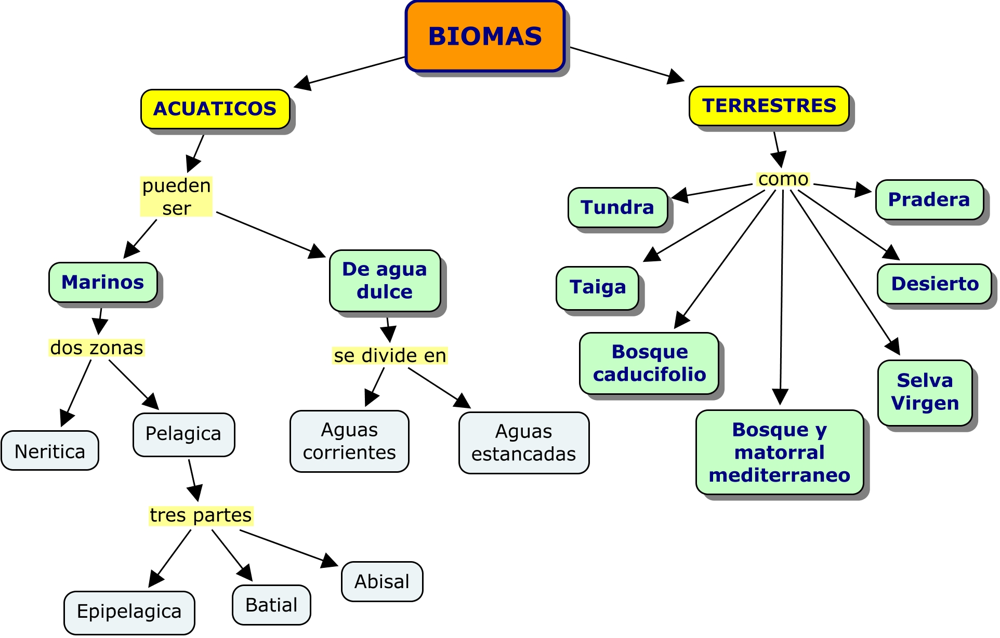 BIOMAS
ACUATICOS
TERRESTRES
pueden
ser
como
Tundra
Pradera
Marinos
De agua
dulce
Taiga
Desierto
dos zonas
se divide en
Bosque
caducifolio
Selva
Virgen
Neritica
Pelagica
Aguas
corrientes
Aguas
estancadas
Bosque y
matorral
mediterraneo
tres partes
Epipelagica
Batial
Abisal